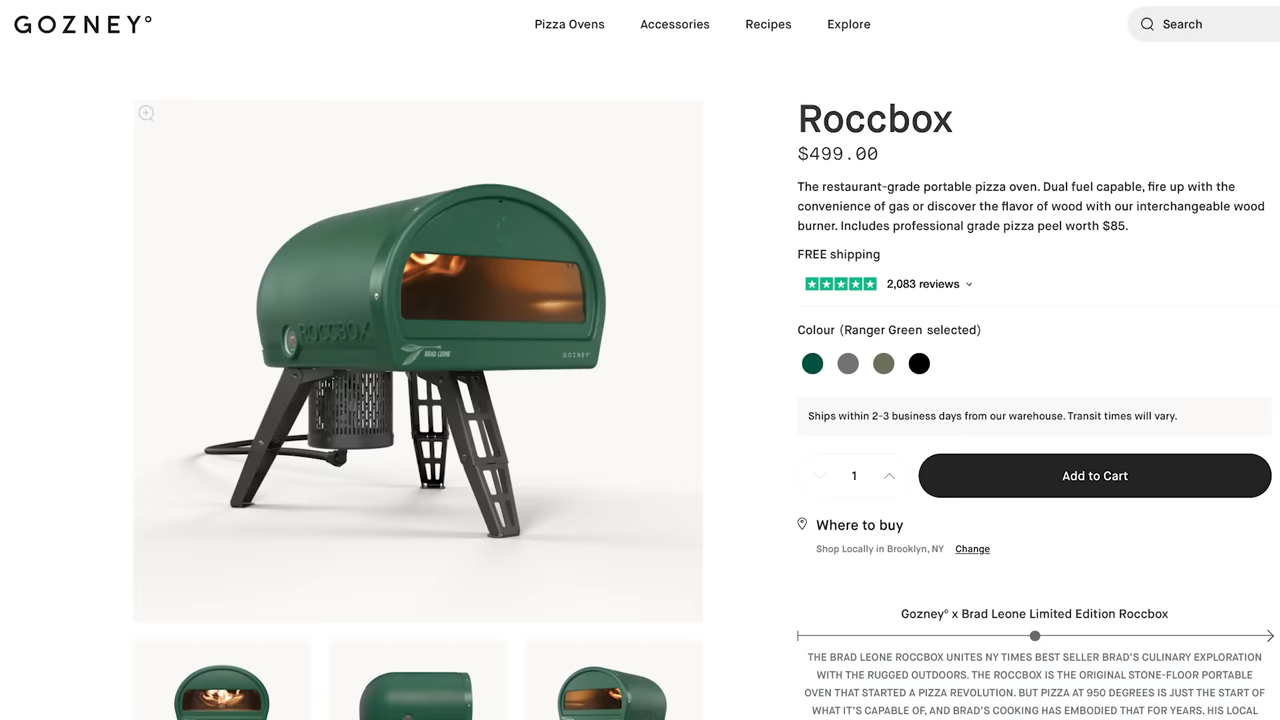 GOZNEY°
Pizza Ovens
Accessories
Recipes
Explore
Search
Roccbox
$499.00
The restaurant-grade portable pizza oven. Dual fuel capable, fire up with the
convenience of gas or discover the flavor of wood with our interchangeable wood
burner. Includes professional grade pizza peel worth $85.
FREE shipping
2,083 reviews
Colour (Ranger Green selected)
Ships within 2-3 business days from our warehouse. Transit times will vary.
1
Add to Cart
Where to buy
Shop Locally in Brooklyn, NY Change
Gozney° x Brad Leone Limited Edition Roccbox
THE BRAD LEONE ROCCBOX UNITES NY TIMES BEST SELLER BRAD'S CULINARY EXPLORATION
WITH THE RUGGED OUTDOORS. THE ROCCBOX IS THE ORIGINAL STONE-FLOOR PORTABLE
OVEN THAT STARTED A PIZZA REVOLUTION. BUT PIZZA AT 950 DEGREES IS JUST THE START OF
WHAT IT'S CAPABLE OF, AND BRAD'S COOKING HAS EMBODIED THAT FOR YEARS. HIS LOCAL
ROCCBOX
BRAD LEONE
GOZNEY°